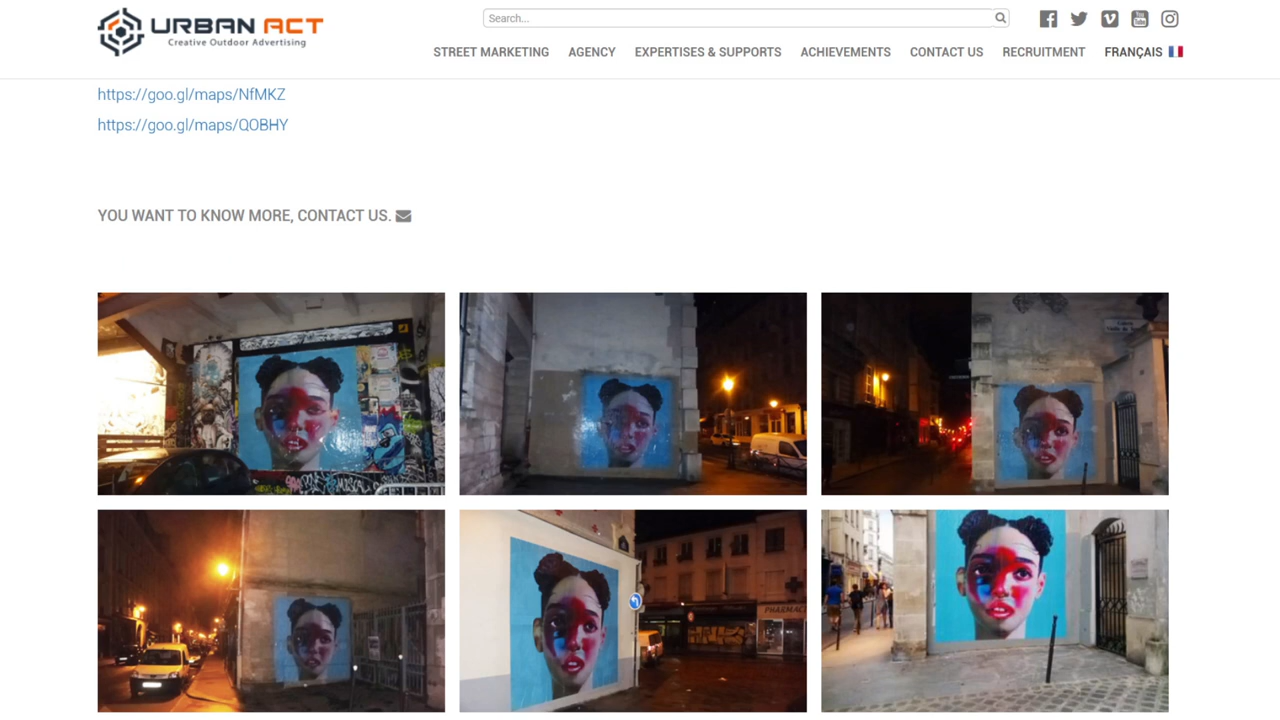 URBAN ACT
Creative Outdoor Advertising
Search...
STREET MARKETING AGENCY EXPERTISES & SUPPORTS ACHIEVEMENTS CONTACT US RECRUITMENT FRANÇAIS
https://goo.gl/maps/NfMKZ
https://goo.gl/maps/QOBHY
YOU WANT TO KNOW MORE, CONTACT US.
PHARMAC